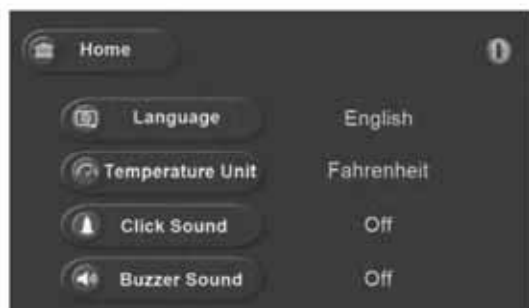 Home
Language English
Temperature Unit Fahrenheit
Click Sound Off
Buzzer Sound Off